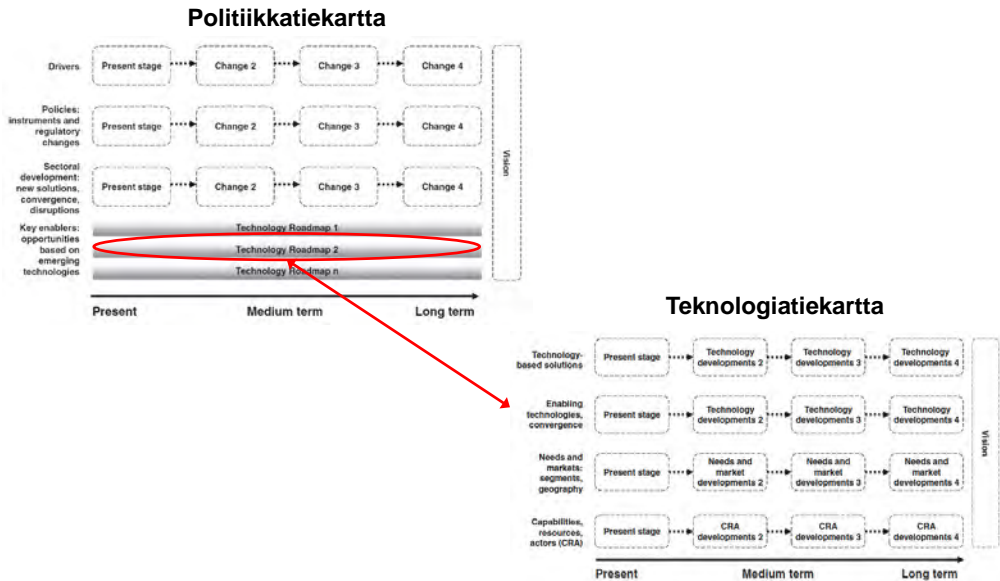 Politiikkatiekartta
Drivers
Present stage
Change 2
Change 3
Change 4
Policies:
instruments and
regulatory
changes
Present stage
Change 2
Change 3
Change 4
Sectoral
development:
new solutions,
convergence,
disruptions
Present stage
Change 2
Change 3
Change 4
Key enablers:
opportunities
based on
emerging
technologies
Technology Roadmap 1
Technology Roadmap 2
Technology Roadmap n
Vision
Present
Medium term
Long term
Teknologiatiekartta
Technology-
based solutions
Present stage
Technology
developments 2
Technology
developments 3
Technology
developments 4
Enabling
technologies,
convergence
Present stage
Technology
developments 2
Technology
developments 3
Technology
developments 4
Needs and
markets:
segments,
geography
Present stage
Needs and
market
developments 2
Needs and
market
developments 3
Needs and
market
developments 4
Capabilities,
resources,
actors (CRA)
Present stage
CRA
developments 2
CRA
developments 3
CRA
developments 4
Vision
Present
Medium term
Long term